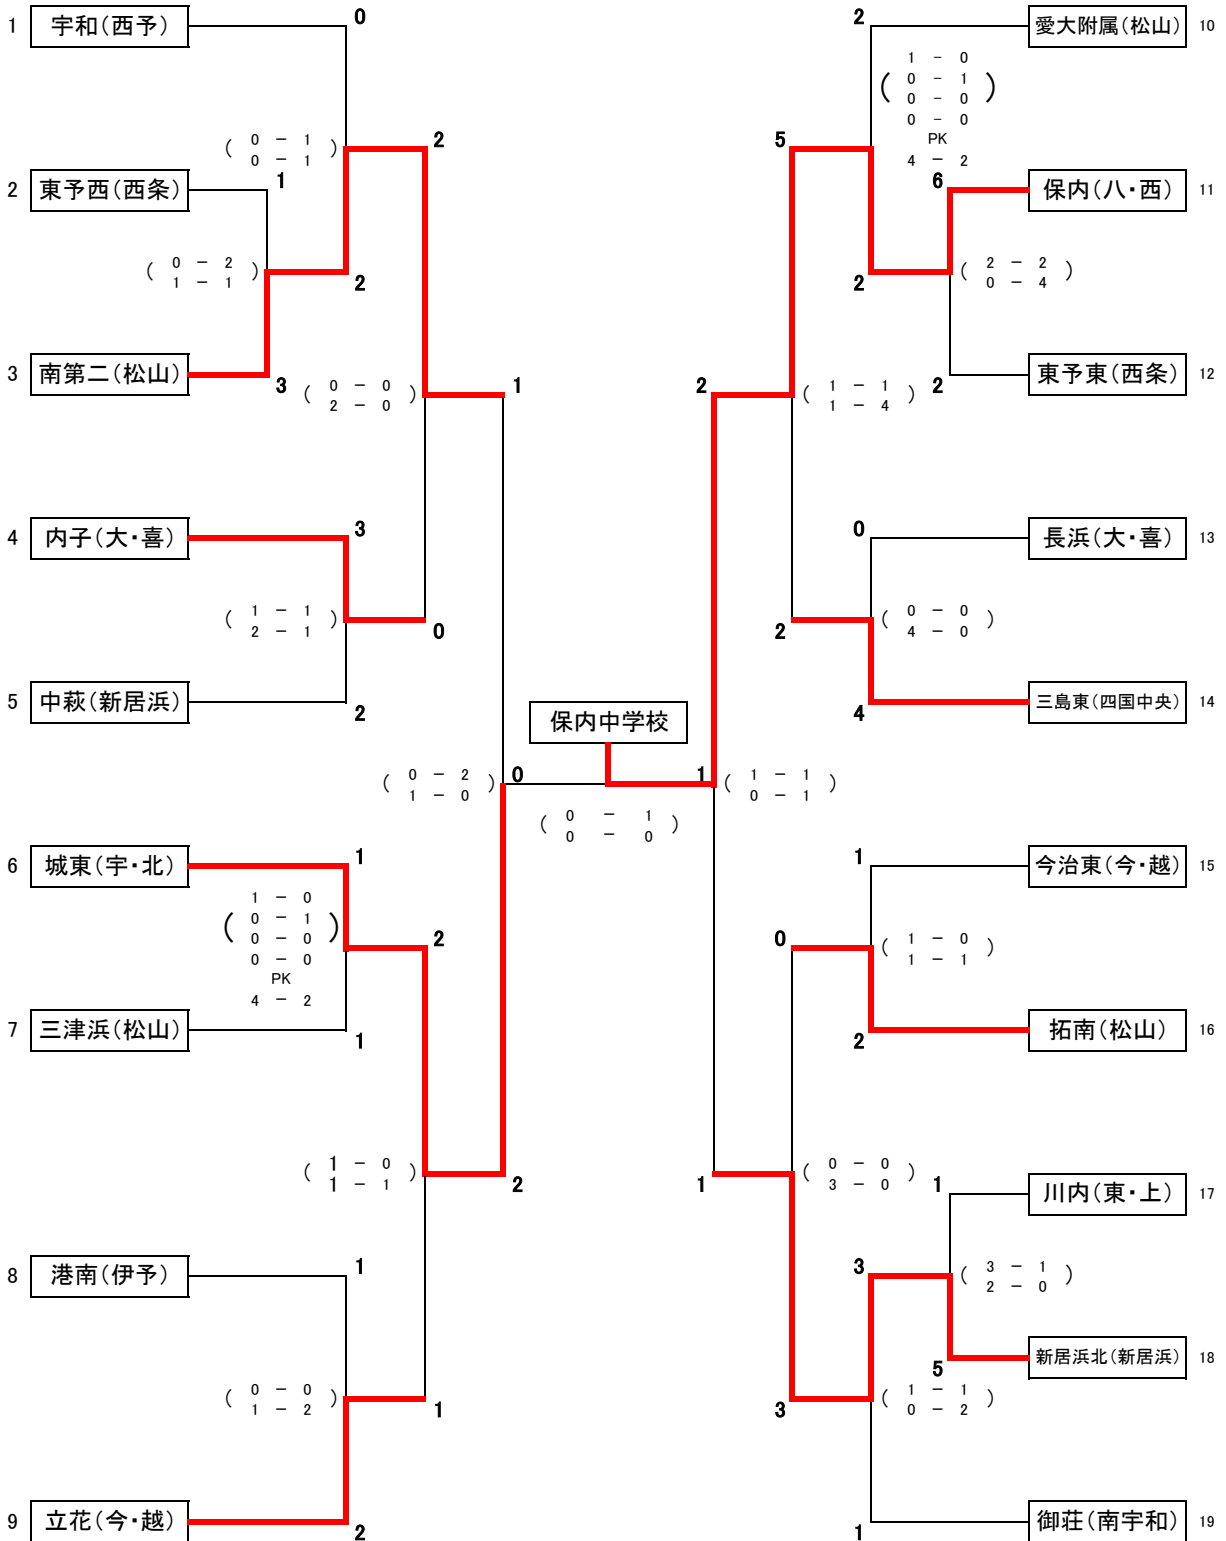 1 宇和(西予) 0
2 愛大附属(松山) 10
1 － 0
( 0 － 1 )
0 － 0
0 － 0
PK
4 － 2
( 0 － 1 )
0 － 1
2
5
2 東予西(西条) 1
6 保内(八・西) 11
( 0 － 2 )
1 － 1
2
2
( 2 － 2 )
0 － 4
3 南第二(松山) 3
( 0 － 0 )
2 － 0
1
2
( 1 － 1 )
1 － 4
2 東予東(西条) 12
4 内子(大・喜) 3
0 長浜(大・喜) 13
( 1 － 1 )
2 － 1
0
2
( 0 － 0 )
4 － 0
5 中萩(新居浜) 2
保内中学校
4 三島東(四国中央) 14
( 0 － 2 )
1 － 0
0
1
( 1 － 1 )
0 － 1
( 0 － 1 )
0 － 0
6 城東(宇・北) 1
1 今治東(今・越) 15
1 － 0
( 0 － 1 )
0 － 0
0 － 0
PK
4 － 2
2
0
( 1 － 0 )
1 － 1
7 三津浜(松山) 1
2 拓南(松山) 16
( 1 － 0 )
1 － 1
2
1
( 0 － 0 )
3 － 0
1 川内(東・上) 17
8 港南(伊予) 1
3
( 3 － 1 )
2 － 0
5 新居浜北(新居浜) 18
( 0 － 0 )
1 － 2
1
3
( 1 － 1 )
0 － 2
9 立花(今・越) 2
1 御荘(南宇和) 19